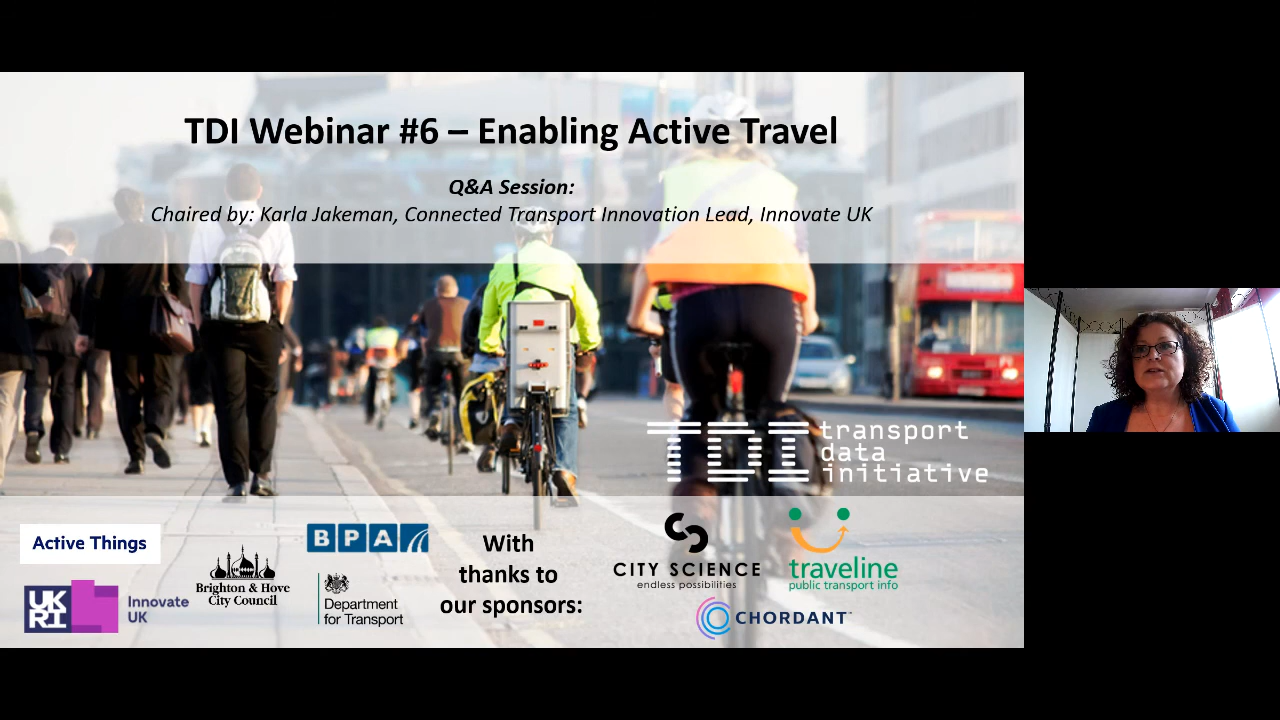 TDI Webinar #6 – Enabling Active Travel
Q&A Session:
Chaired by: Karla Jakeman, Connected Transport Innovation Lead, Innovate UK
TDI transport
data
initiative
Active Things
UKRI
Innovate
UK
Brighton & Hove
City Council
BPA
Department
for Transport
With
thanks to
our sponsors:
CITY SCIENCE
endless possibilities
traveline
public transport info
CHORDANT